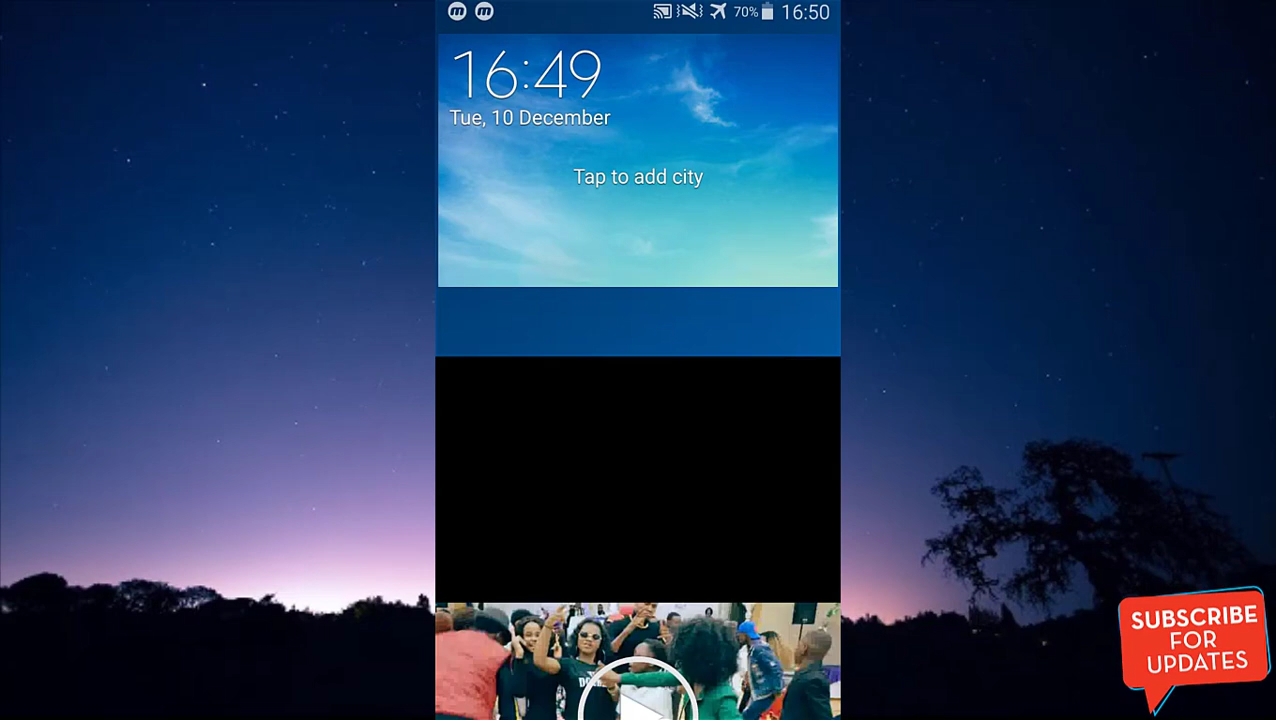 m m 70% 16:50
16:49
Tue, 10 December
Tap to add city
SUBSCRIBE
FOR
UPDATES